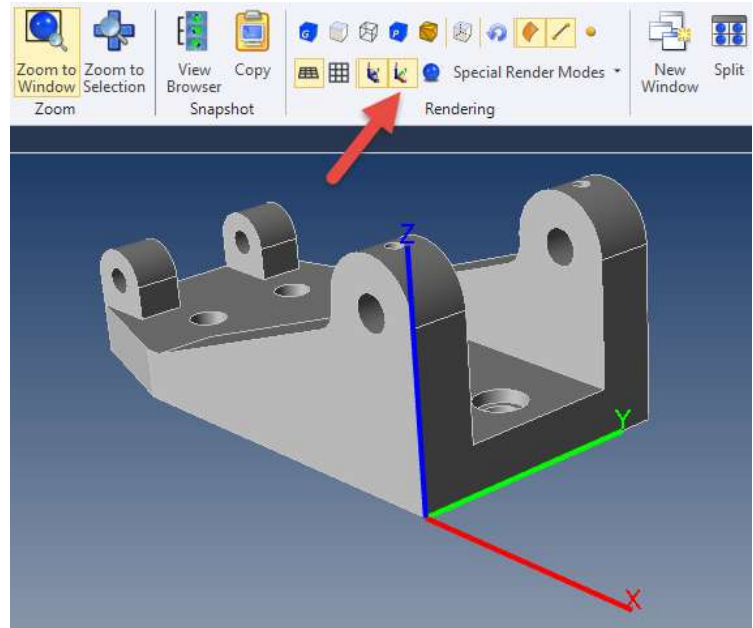 Zoom to Zoom to View Copy Special Render Modes New Split
Window Selection Browser Window
Zoom Snapshot Rendering
Z
Y
X